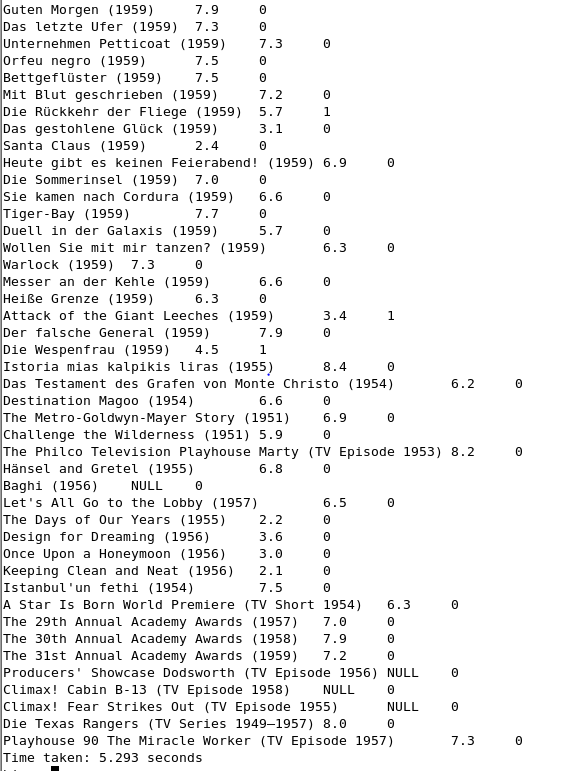 Guten Morgen (1959)	7.9	0
Das letzte Ufer (1959)	7.3	0
Unternehmen Petticoat (1959)	7.3	0
Orfeu negro (1959)	7.5	0
Bettgeflüster (1959)	7.5	0
Mit Blut geschrieben (1959)	7.2	0
Die Rückkehr der Fliege (1959)	5.7	1
Das gestohlene Glück (1959)	3.1	0
Santa Claus (1959)	2.4	0
Heute gibt es keinen Feierabend! (1959)	6.9	0
Die Sommerinsel (1959)	7.0	0
Sie kamen nach Cordura (1959)	6.6	0
Tiger-Bay (1959)	7.7	0
Duell in der Galaxis (1959)	5.7	0
Wollen Sie mit mir tanzen? (1959)	6.3	0
Warlock (1959)	7.3	0
Messer an der Kehle (1959)	6.6	0
Heiße Grenze (1959)	6.3	0
Attack of the Giant Leeches (1959)	3.4	1
Der falsche General (1959)	7.9	0
Die Wespenfrau (1959)	4.5	1
Istoria mias kalpikis liras (1955)	8.4	0
Das Testament des Grafen von Monte Christo (1954)	6.2	0
Destination Magoo (1954)	6.6	0
The Metro-Goldwyn-Mayer Story (1951)	6.9	0
Challenge the Wilderness (1951)	5.9	0
The Philco Television Playhouse Marty (TV Episode 1953)	8.2	0
Hänsel and Gretel (1955)	6.8	0
Baghi (1956)	NULL	0
Let's All Go to the Lobby (1957)	6.5	0
The Days of Our Years (1955)	2.2	0
Design for Dreaming (1956)	3.6	0
Once Upon a Honeymoon (1956)	3.0	0
Keeping Clean and Neat (1956)	2.1	0
Istanbul'un fethi (1954)	7.5	0
A Star Is Born World Premiere (TV Short 1954)	6.3	0
The 29th Annual Academy Awards (1957)	7.0	0
The 30th Annual Academy Awards (1958)	7.9	0
The 31st Annual Academy Awards (1959)	7.2	0
Producers' Showcase Dodsworth (TV Episode 1956)	NULL	0
Climax! Cabin B-13 (TV Episode 1958)	NULL	0
Climax! Fear Strikes Out (TV Episode 1955)	NULL	0
Die Texas Rangers (TV Series 1949–1957)	8.0	0
Playhouse 90 The Miracle Worker (TV Episode 1957)	7.3	0
Time taken: 5.293 seconds